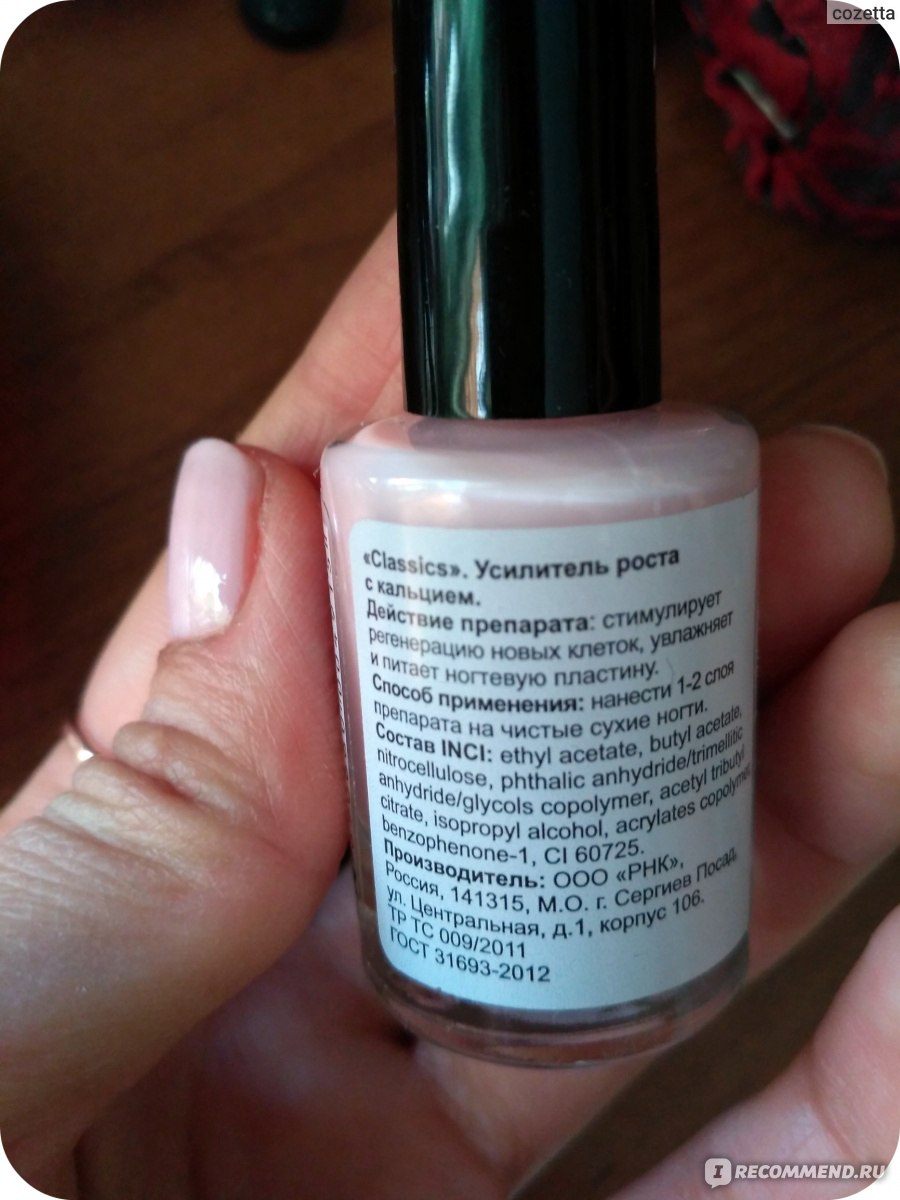 cozetta
«Classics». Усилитель роста
с кальцием.
Действие препарата: стимулирует
регенерацию новых клеток, увлажняет
и питает ногтевую пластину.
Способ применения: нанести 1-2 слоя
препарата на чистые сухие ногти.
Состав INCI: ethyl acetate, butyl acetate,
nitrocellulose, phthalic anhydride/trimellitic
anhydride/glycols copolymer, acetyl tributyl
citrate, isopropyl alcohol, acrylates copolymer,
benzophenone-1, CI 60725.
Производитель: ООО «РНК»,
Россия, 141315, М.О. г. Сергиев Посад,
ул. Центральная, д.1, корпус 106.
ТР ТС 009/2011
ГОСТ 31693-2012
IRECOMMEND.RU